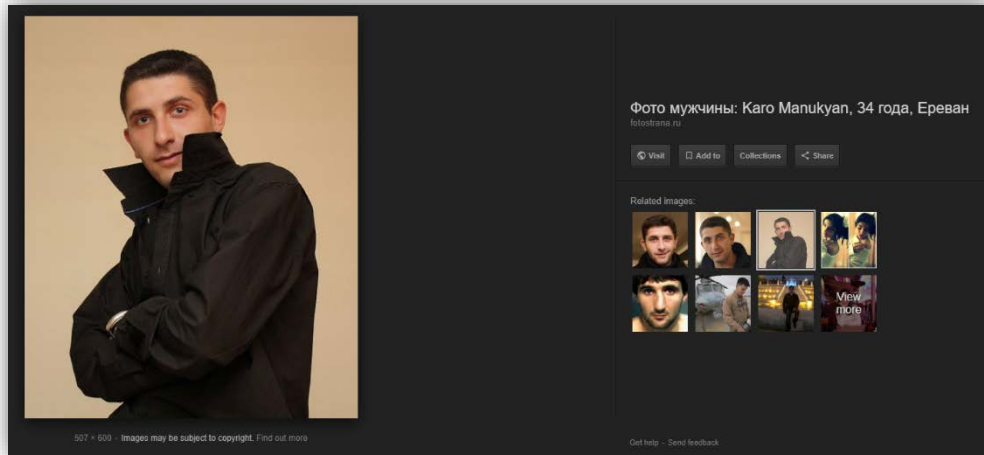 Фото мужчины: Karo Manukyan, 34 года, Ереван
fotostrana.ru
Visit
Add to
Collections
Share
Related images:
View
more
507 × 600 - Images may be subject to copyright. Find out more
Get help - Send feedback